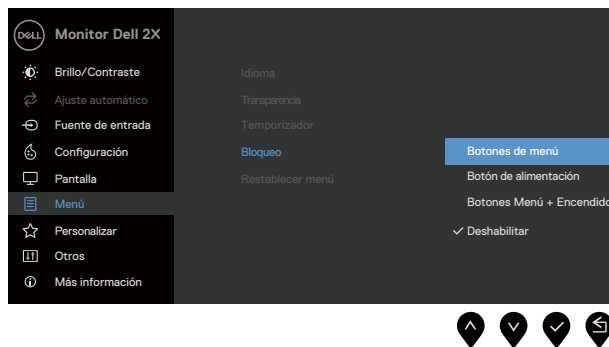 DELL
Monitor Dell 2X
Brillo/Contraste
Ajuste automático
Fuente de entrada
Configuración
Pantalla
Menú
Personalizar
Otros
Más información
Idioma
Transparencia
Temporizador
Bloqueo
Restablecer menú
Botones de menú
Botón de alimentación
Botones Menú + Encendido
Deshabilitar